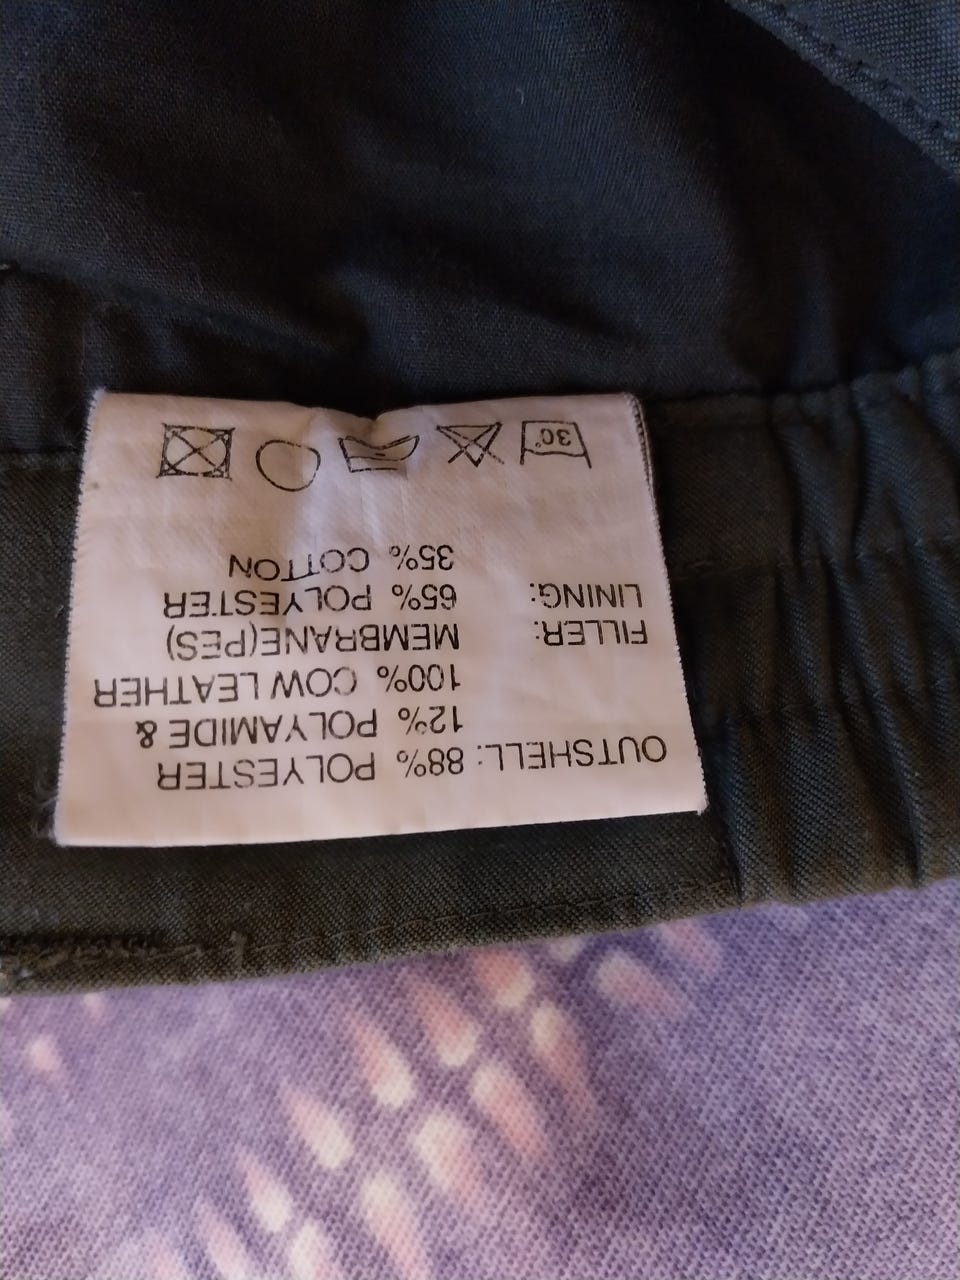 OUTSHELL: 88% POLYESTER
12% POLYAMIDE &
100% COW LEATHER
FILLER: MEMBRANE(PES)
LINING: 65% POLYESTER
35% COTTON
30°